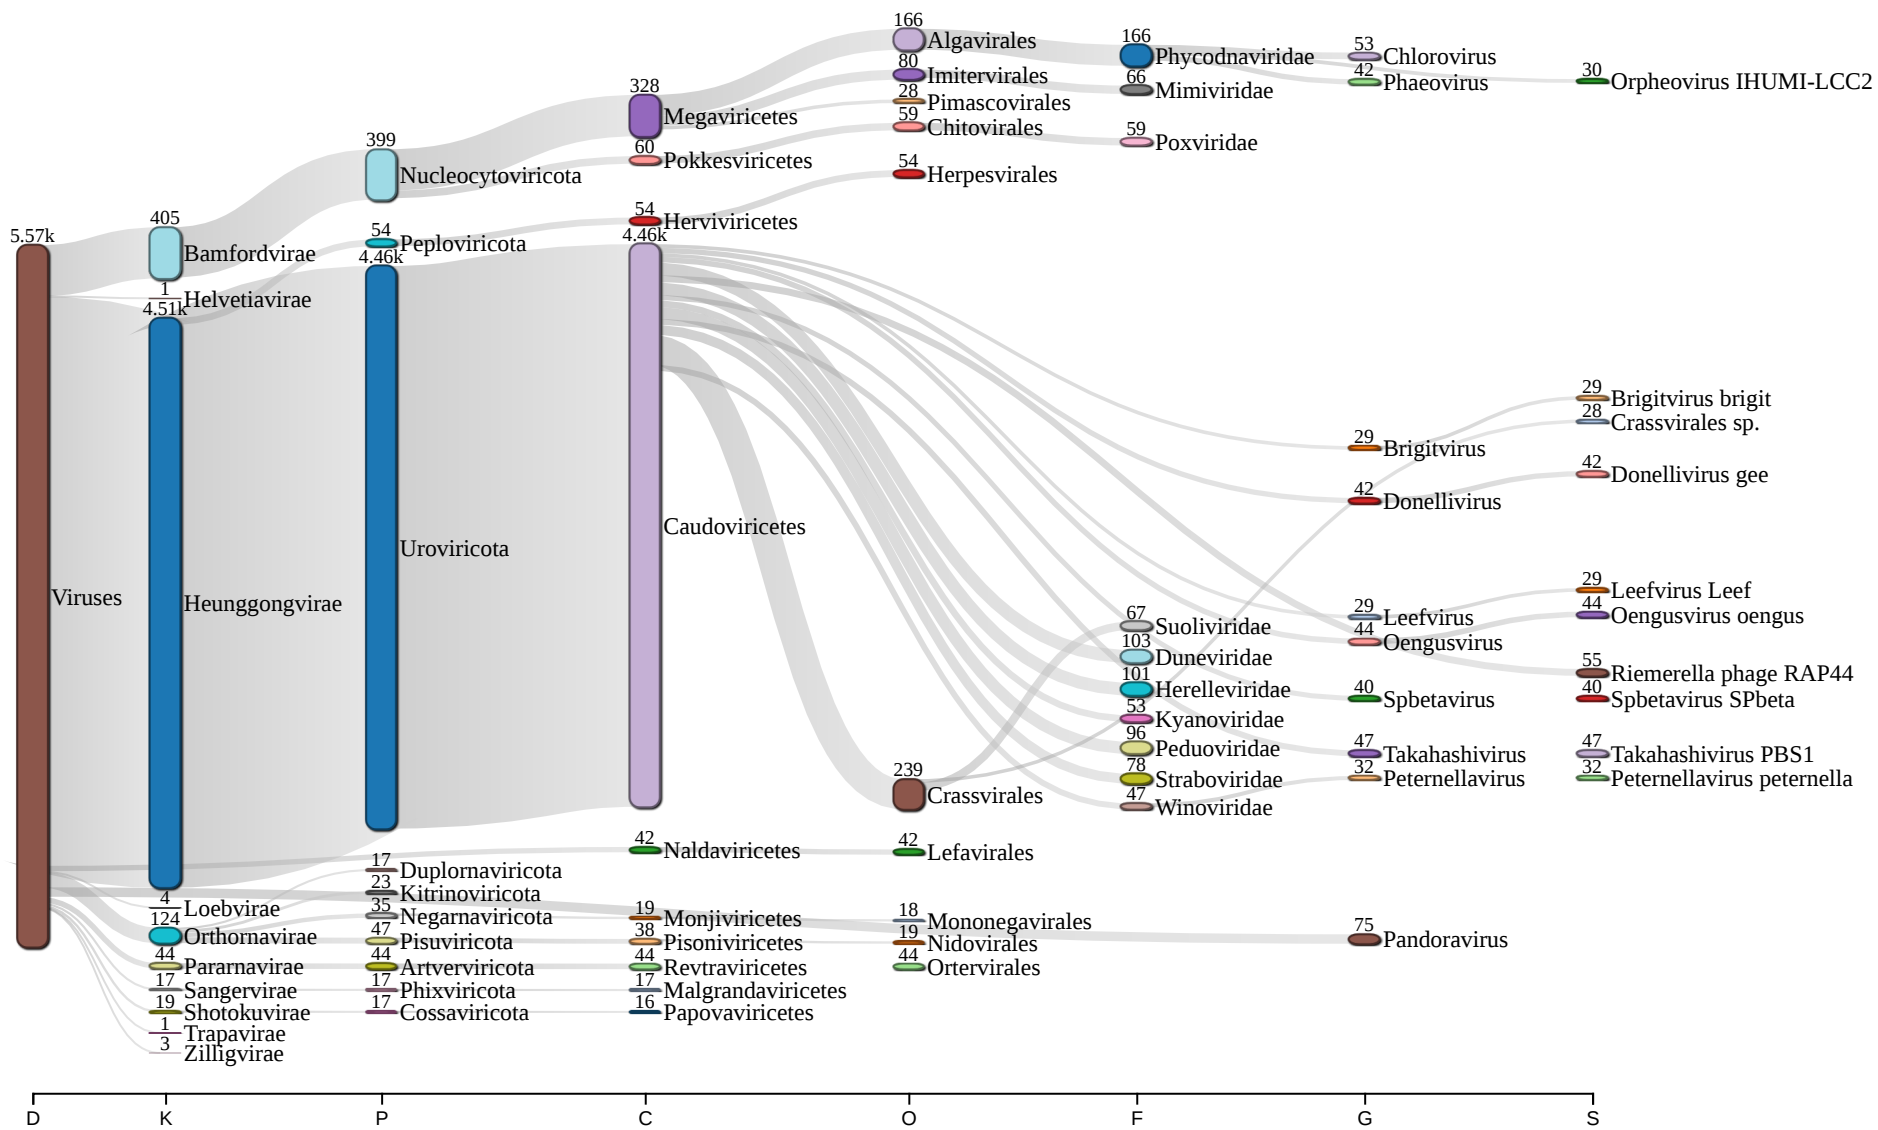 5.57k
Viruses
405
Bamfordvirae
1
Helvetiavirae
4.51k
Heunggongvirae
4
Loebvirae
124
Orthornavirae
44
Pararnavirae
17
Sangervirae
19
Shotokuvirae
1
Trapavirae
3
Zilligvirae
399
Nucleocytoviricota
54
Peploviricota
4.46k
Uroviricota
17
Duplornaviricota
23
Kitrinoviricota
35
Negarnaviricota
47
Pisuviricota
44
Artverviricota
17
Phixviricota
17
Cossaviricota
328
Megaviricetes
60
Pokkesviricetes
54
Herviviricetes
4.46k
Caudoviricetes
42
Naldaviricetes
19
Monjiviricetes
38
Pisoniviricetes
44
Revtraviricetes
17
Malgrandaviricetes
16
Papovaviricetes
166
Algavirales
80
Imitervirales
28
Pimascovirales
59
Chitovirales
54
Herpesvirales
239
Crassvirales
42
Lefavirales
18
Mononegavirales
19
Nidovirales
44
Ortervirales
166
Phycodnaviridae
66
Mimiviridae
59
Poxviridae
67
Suoliviridae
103
Duneviridae
101
Herelleviridae
53
Kyanoviridae
96
Peduoviridae
78
Straboviridae
47
Winoviridae
53
Chlorovirus
42
Phaeovirus
29
Brigitvirus
42
Donellivirus
29
Leefvirus
44
Oengusvirus
40
Spbetavirus
47
Takahashivirus
32
Peternellavirus
75
Pandoravirus
30
Orpheovirus IHUMI-LCC2
29
Brigitvirus brigit
28
Crassvirales sp.
42
Donellivirus gee
29
Leefvirus Leef
44
Oengusvirus oengus
55
Riemerella phage RAP44
40
Spbetavirus SPbeta
47
Takahashivirus PBS1
32
Peternellavirus peternella
D K P C O F G S